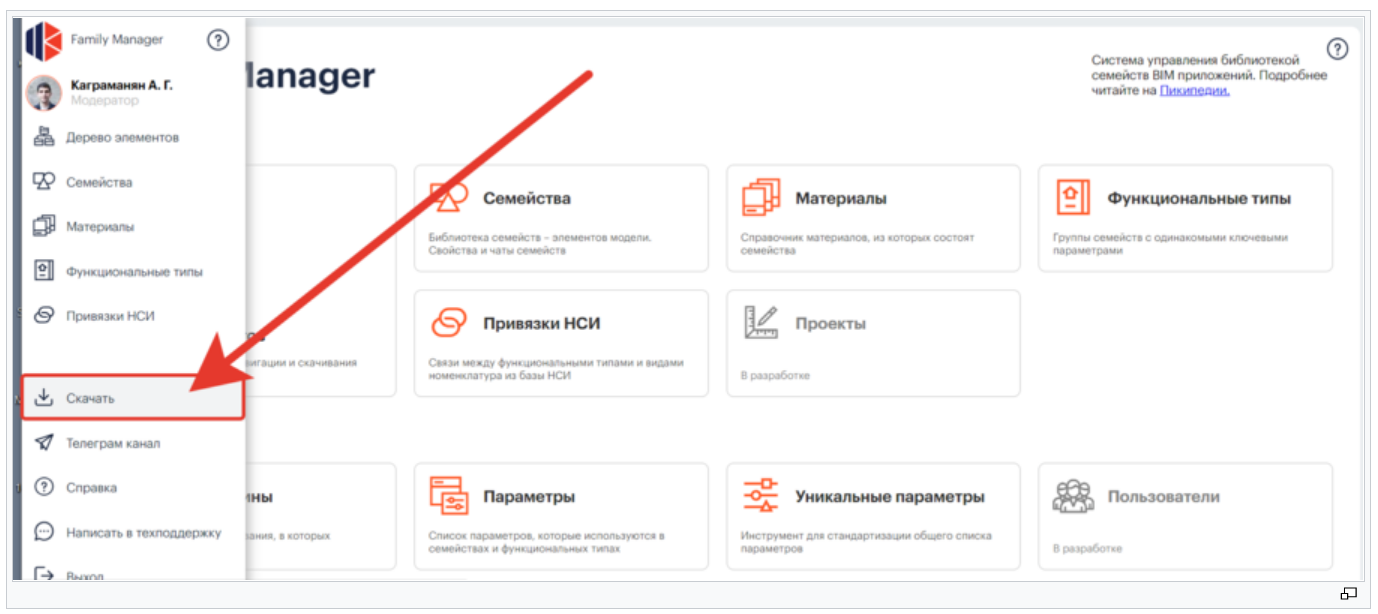 Family Manager
Каграманян А. Г.
Модератор
Дерево элементов
Семейства
Материалы
Функциональные типы
Привязки НСИ
Скачать
Телеграм канал
Справка
Написать в техподдержку
Выход
Manager
Система управления библиотекой
семейств BIM приложений. Подробнее
читайте на Пикипедии.
Семейства
Библиотека семейств – элементов модели.
Свойства и чаты семейств
Материалы
Справочник материалов, из которых состоят
семейства
Функциональные типы
Группы семейств с одинакомыми ключевыми
параметрами
игации и скачивания
Привязки НСИ
Связи между функциональными типами и видами
номенклатура из базы НСИ
Проекты
В разработке
ины
ания, в которых
Параметры
Список параметров, которые используются в
семействах и функциональных типах
Уникальные параметры
Инструмент для стандартизации общего списка
параметров
Пользователи
В разработке